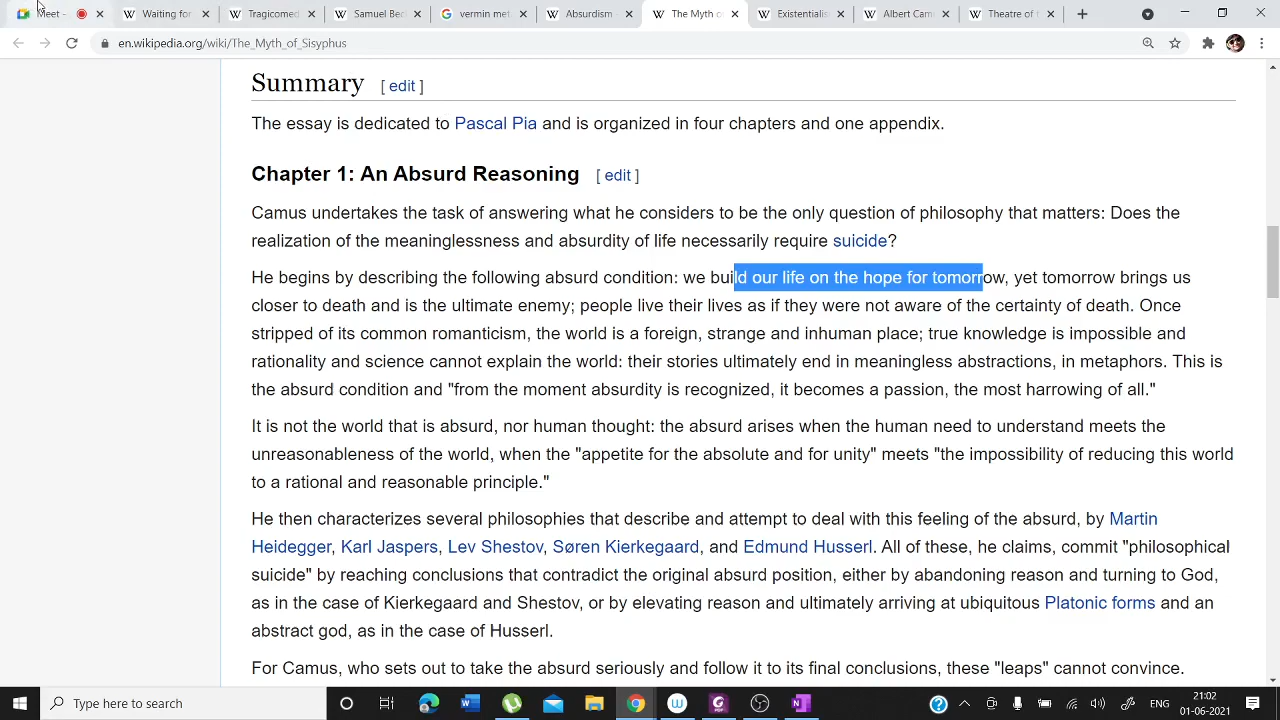 Meet
Waiting for
Tragicomed
Samuel Bec
vermin met
Absurdism
The Myth o
Existentialis
Albert Cam
Theatre of t
en.wikipedia.org/wiki/The_Myth_of_Sisyphus
Summary [ edit ]
The essay is dedicated to Pascal Pia and is organized in four chapters and one appendix.
Chapter 1: An Absurd Reasoning [ edit ]
Camus undertakes the task of answering what he considers to be the only question of philosophy that matters: Does the
realization of the meaninglessness and absurdity of life necessarily require suicide?
He begins by describing the following absurd condition: we build our life on the hope for tomorrow, yet tomorrow brings us
closer to death and is the ultimate enemy; people live their lives as if they were not aware of the certainty of death. Once
stripped of its common romanticism, the world is a foreign, strange and inhuman place; true knowledge is impossible and
rationality and science cannot explain the world: their stories ultimately end in meaningless abstractions, in metaphors. This is
the absurd condition and "from the moment absurdity is recognized, it becomes a passion, the most harrowing of all."
It is not the world that is absurd, nor human thought: the absurd arises when the human need to understand meets the
unreasonableness of the world, when the "appetite for the absolute and for unity" meets "the impossibility of reducing this world
to a rational and reasonable principle."
He then characterizes several philosophies that describe and attempt to deal with this feeling of the absurd, by Martin
Heidegger, Karl Jaspers, Lev Shestov, Søren Kierkegaard, and Edmund Husserl. All of these, he claims, commit "philosophical
suicide" by reaching conclusions that contradict the original absurd position, either by abandoning reason and turning to God,
as in the case of Kierkegaard and Shestov, or by elevating reason and ultimately arriving at ubiquitous Platonic forms and an
abstract god, as in the case of Husserl.
For Camus, who sets out to take the absurd seriously and follow it to its final conclusions, these "leaps" cannot convince.
Type here to search
ENG
21:02
01-06-2021